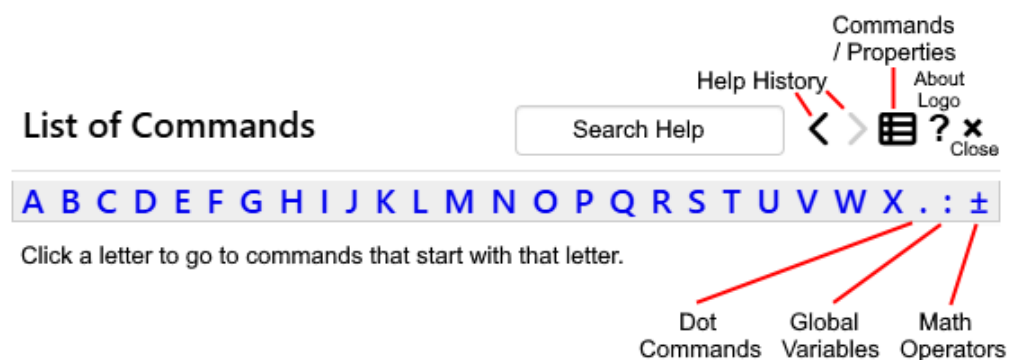 Commands
/ Properties
Help History
About
Logo
List of Commands
Search Help
?
Close
A B C D E F G H I J K L M N O P Q R S T U V W X . : ±
Click a letter to go to commands that start with that letter.
Dot
Commands
Global
Variables
Math
Operators